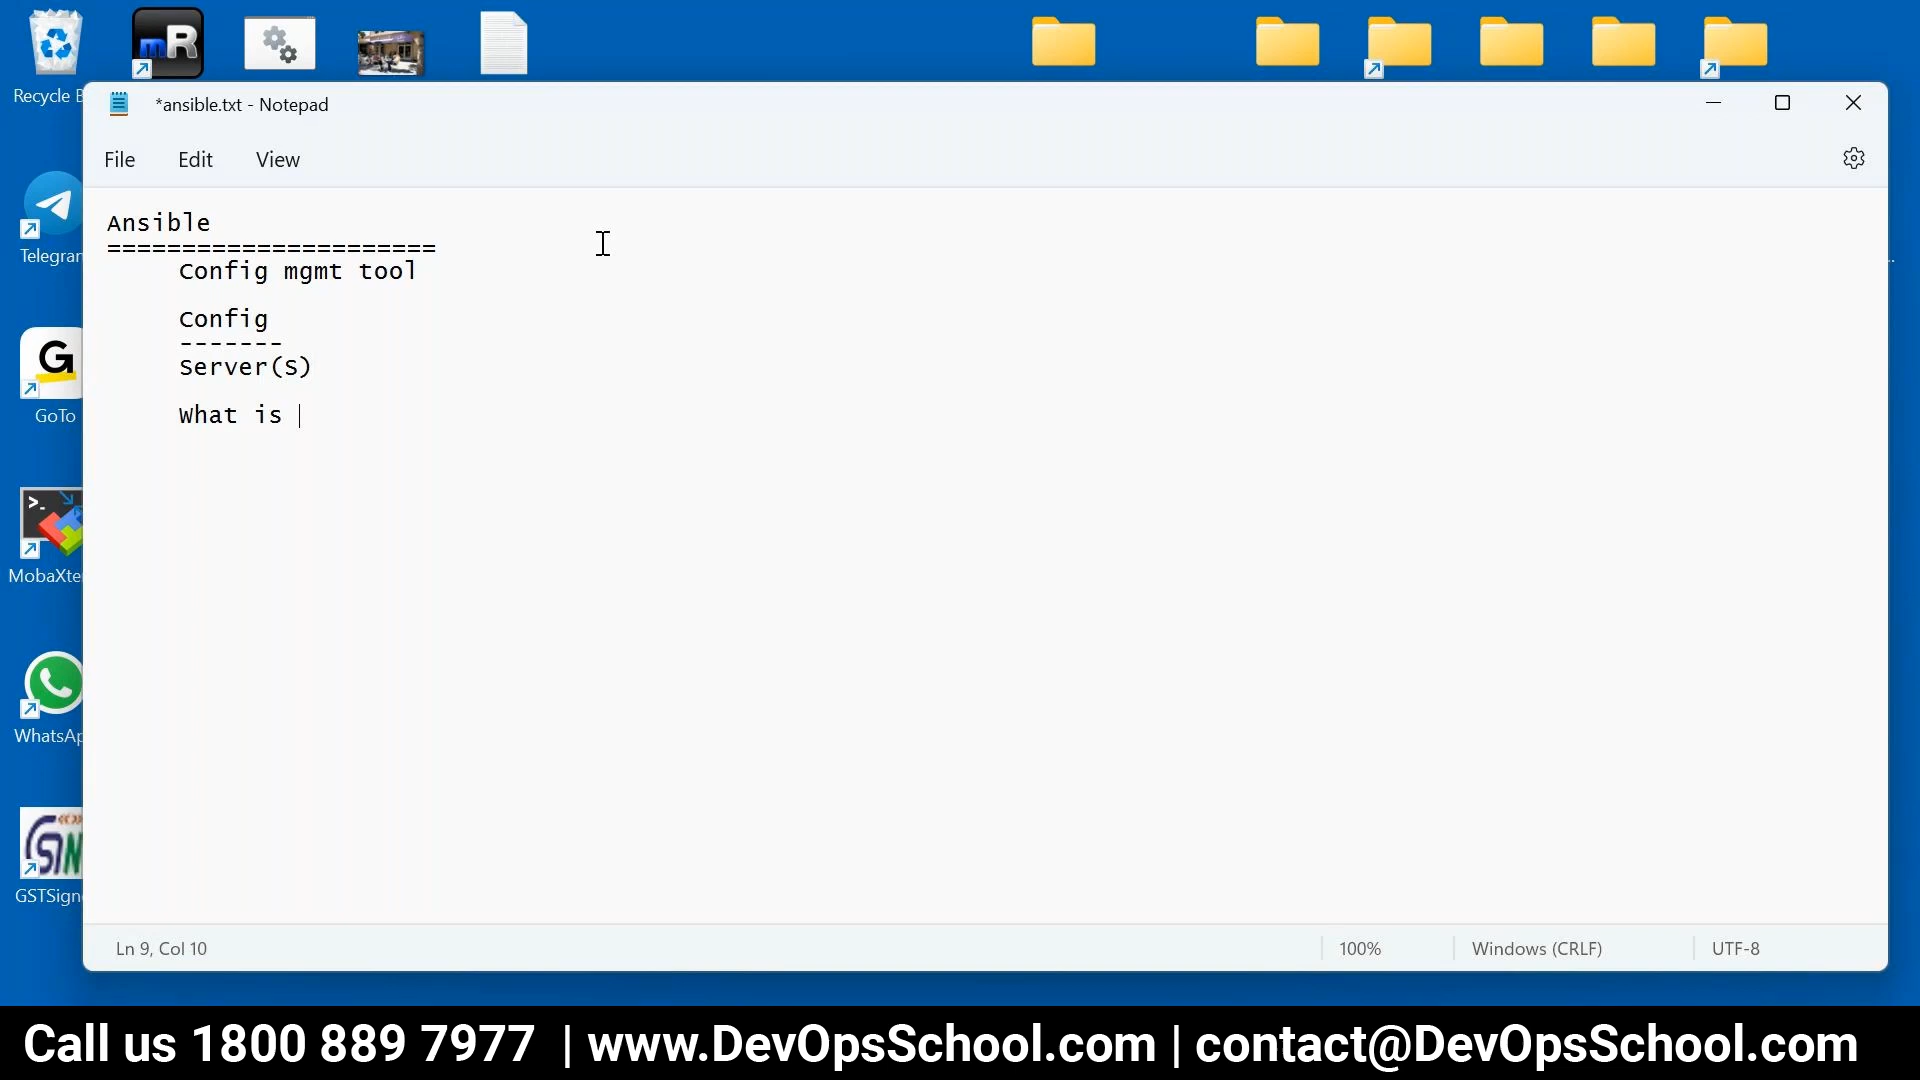 Recycle B
*ansible.txt - Notepad
File Edit View
Ansible
======================
Config mgmt tool
Config
-------
Server(S)
What is
Telegram
GoTo
MobaXte
WhatsAp
GSTSign
Ln 9, Col 10
100%
Windows (CRLF)
UTF-8
Call us 1800 889 7977 | www.DevOpsSchool.com | contact@DevOpsSchool.com